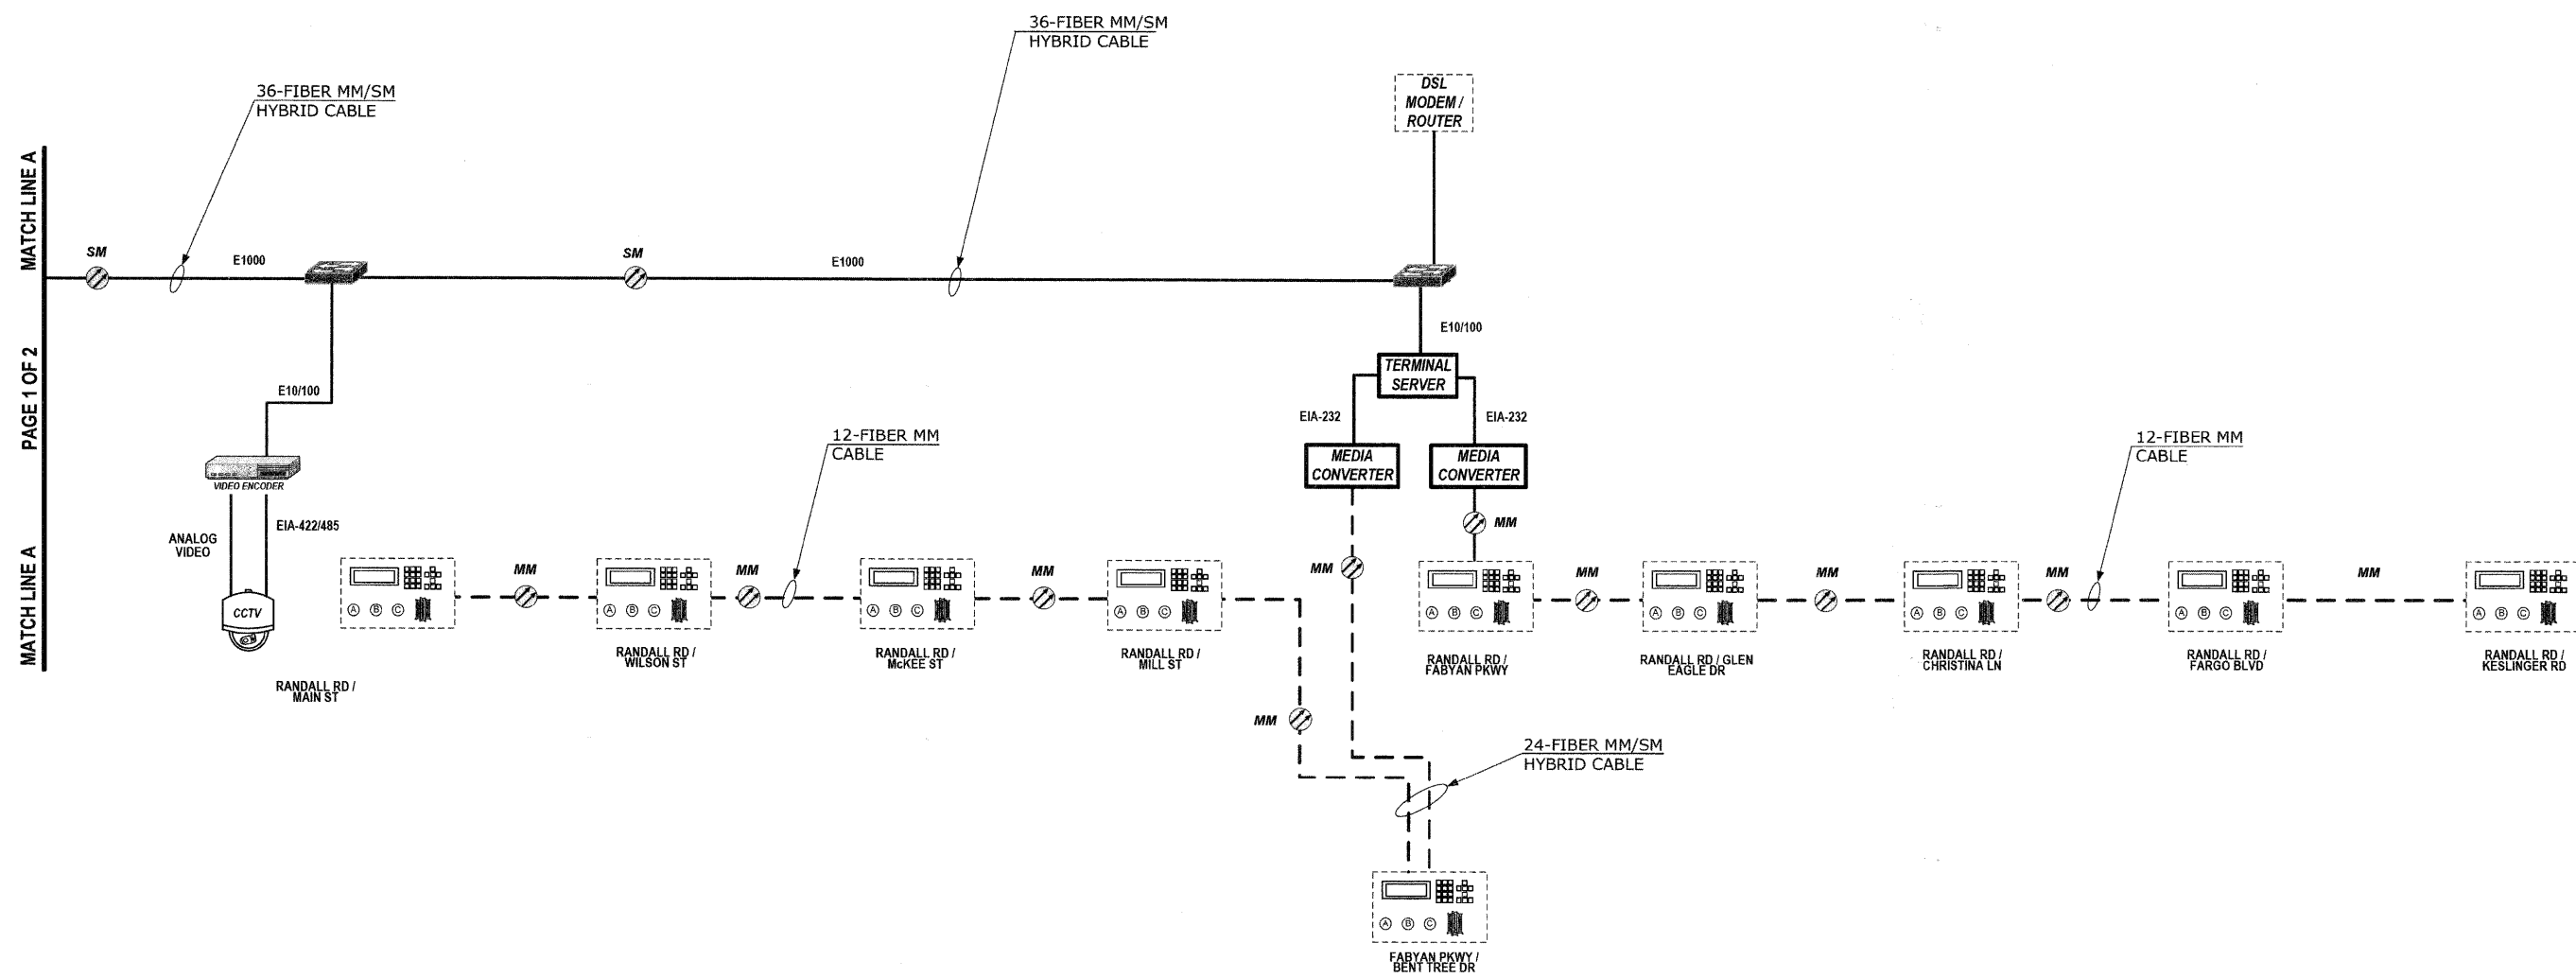 36-FIBER MM/SM
HYBRID CABLE
36-FIBER MM/SM
HYBRID CABLE
DSL
MODEM /
ROUTER
MATCH LINE A
PAGE 1 OF 2
MATCH LINE A
SM
E1000
SM
E1000
E10/100
E10/100
TERMINAL
SERVER
EIA-232
EIA-232
MEDIA
CONVERTER
MEDIA
CONVERTER
12-FIBER MM
CABLE
12-FIBER MM
CABLE
VIDEO ENCODER
ANALOG
VIDEO
EIA-422/485
CCTV
MM
MM
MM
MM
MM
MM
MM
MM
MM
A B C
A B C
A B C
A B C
A B C
A B C
A B C
A B C
A B C
RANDALL RD /
MAIN ST
RANDALL RD /
WILSON ST
RANDALL RD /
McKEE ST
RANDALL RD /
MILL ST
RANDALL RD /
FABYAN PKWY
RANDALL RD / GLEN
EAGLE DR
RANDALL RD /
CHRISTINA LN
RANDALL RD /
FARGO BLVD
RANDALL RD /
KESLINGER RD
MM
24-FIBER MM/SM
HYBRID CABLE
A B C
FABYAN PKWY /
BENT TREE DR